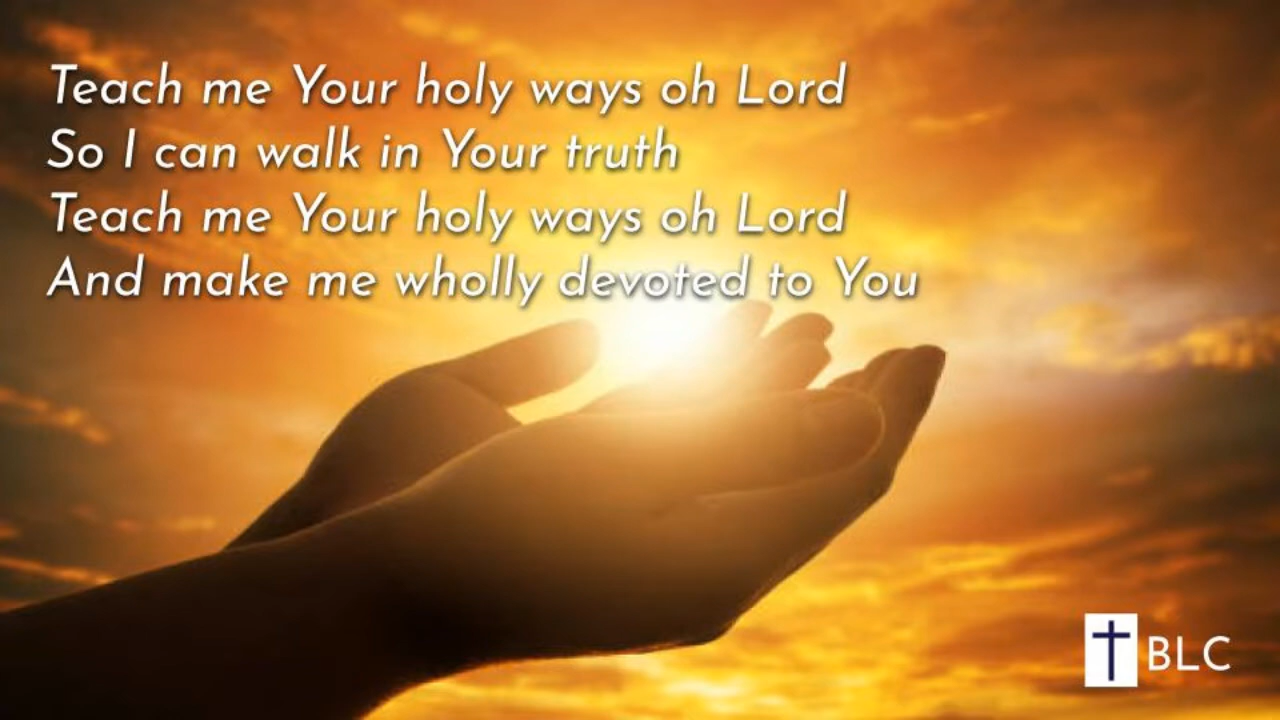 Teach me Your holy ways oh Lord
So I can walk in Your truth
Teach me Your holy ways oh Lord
And make me wholly devoted to You
BLC